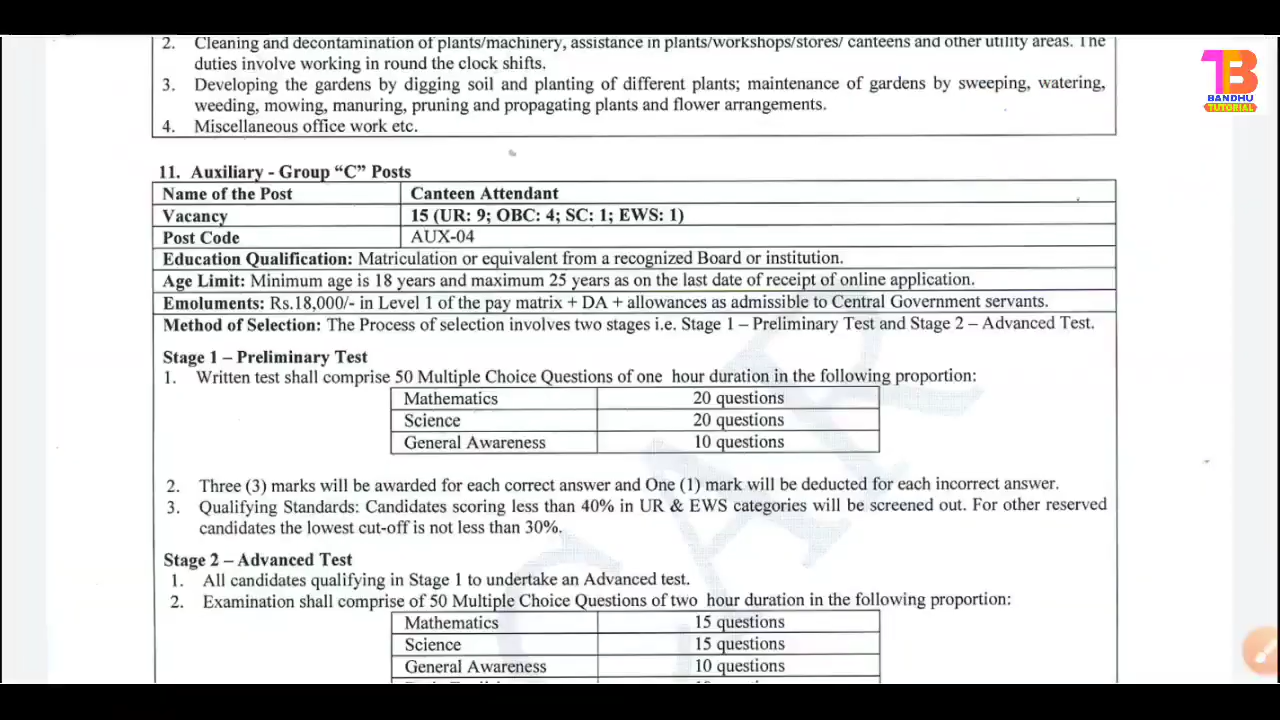 2. Cleaning and decontamination of plants/machinery, assistance in plants/workshops/stores/ canteens and other utility areas. The
duties involve working in round the clock shifts.
3. Developing the gardens by digging soil and planting of different plants; maintenance of gardens by sweeping, watering,
weeding, mowing, manuring, pruning and propagating plants and flower arrangements.
4. Miscellaneous office work etc.
TB
BANDHU
TUTORIAL
11. Auxiliary - Group “C” Posts
Name of the Post Canteen Attendant
Vacancy 15 (UR: 9; OBC: 4; SC: 1; EWS: 1)
Post Code AUX-04
Education Qualification: Matriculation or equivalent from a recognized Board or institution.
Age Limit: Minimum age is 18 years and maximum 25 years as on the last date of receipt of online application.
Emoluments: Rs.18,000/- in Level 1 of the pay matrix + DA + allowances as admissible to Central Government servants.
Method of Selection: The Process of selection involves two stages i.e. Stage 1 – Preliminary Test and Stage 2 – Advanced Test.
Stage 1 – Preliminary Test
1. Written test shall comprise 50 Multiple Choice Questions of one hour duration in the following proportion:
Mathematics 20 questions
Science 20 questions
General Awareness 10 questions
2. Three (3) marks will be awarded for each correct answer and One (1) mark will be deducted for each incorrect answer.
3. Qualifying Standards: Candidates scoring less than 40% in UR & EWS categories will be screened out. For other reserved
candidates the lowest cut-off is not less than 30%.
Stage 2 – Advanced Test
1. All candidates qualifying in Stage 1 to undertake an Advanced test.
2. Examination shall comprise of 50 Multiple Choice Questions of two hour duration in the following proportion:
Mathematics 15 questions
Science 15 questions
General Awareness 10 questions